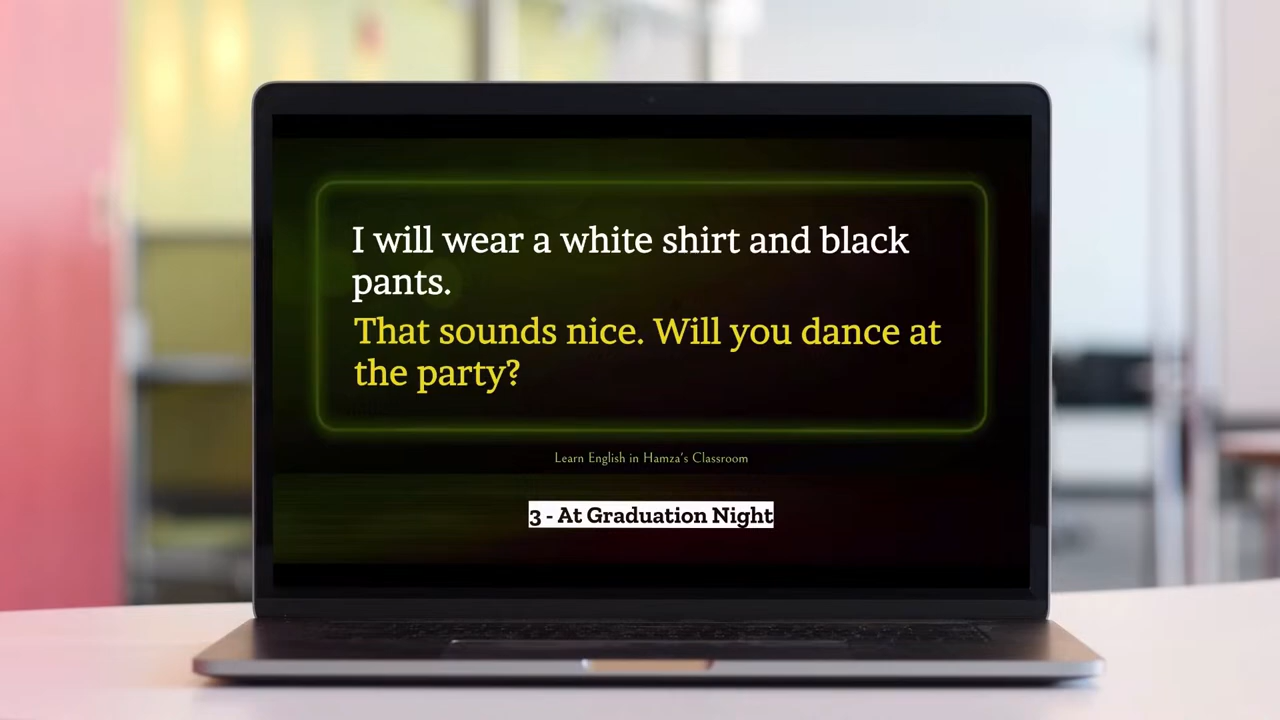 I will wear a white shirt and black
pants.
That sounds nice. Will you dance at
the party?
Learn English in Hamza's Classroom
3 - At Graduation Night